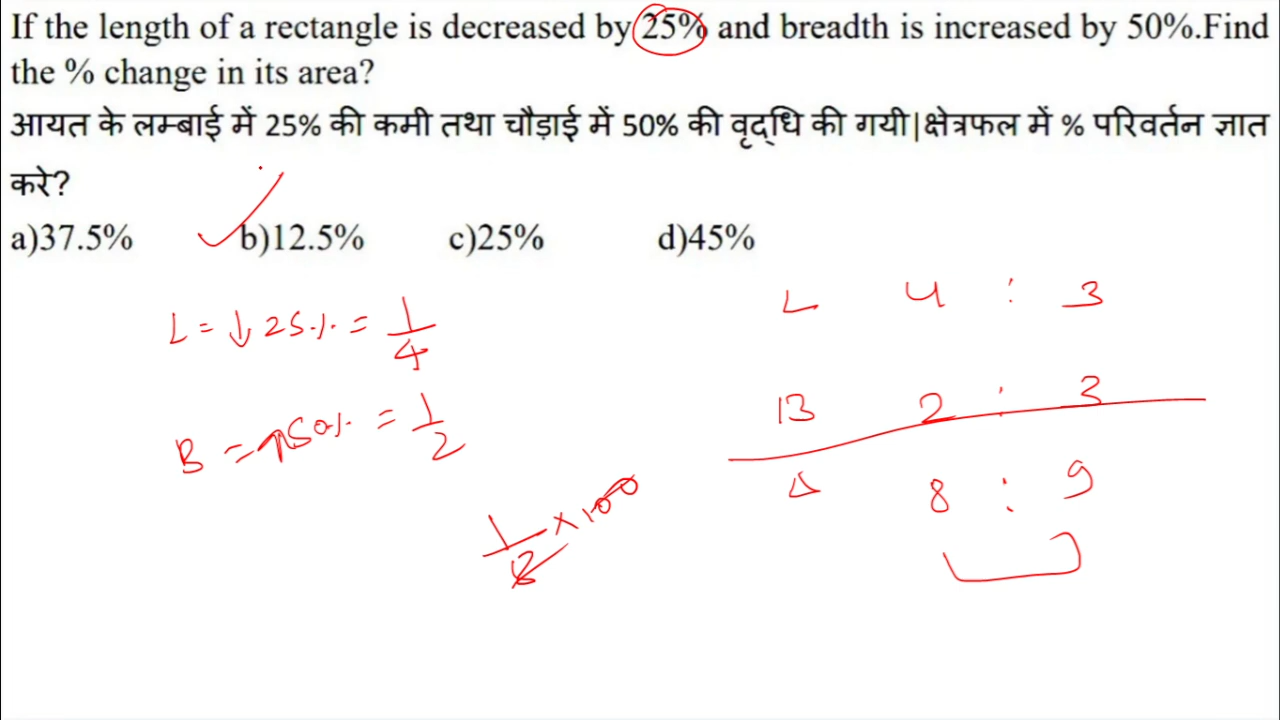 If the length of a rectangle is decreased by 25% and breadth is increased by 50%.Find
the % change in its area?
आयत के लम्बाई में 25% की कमी तथा चौड़ाई में 50% की वृद्धि की गयी|क्षेत्रफल में % परिवर्तन ज्ञात
करे?
a)37.5% b)12.5% c)25% d)45%
L 4 : 3
L = ↓ 25% = 1/4
B 2 : 3
B = ↑50% = 1/2
A 8 : 9
1/8 × 100